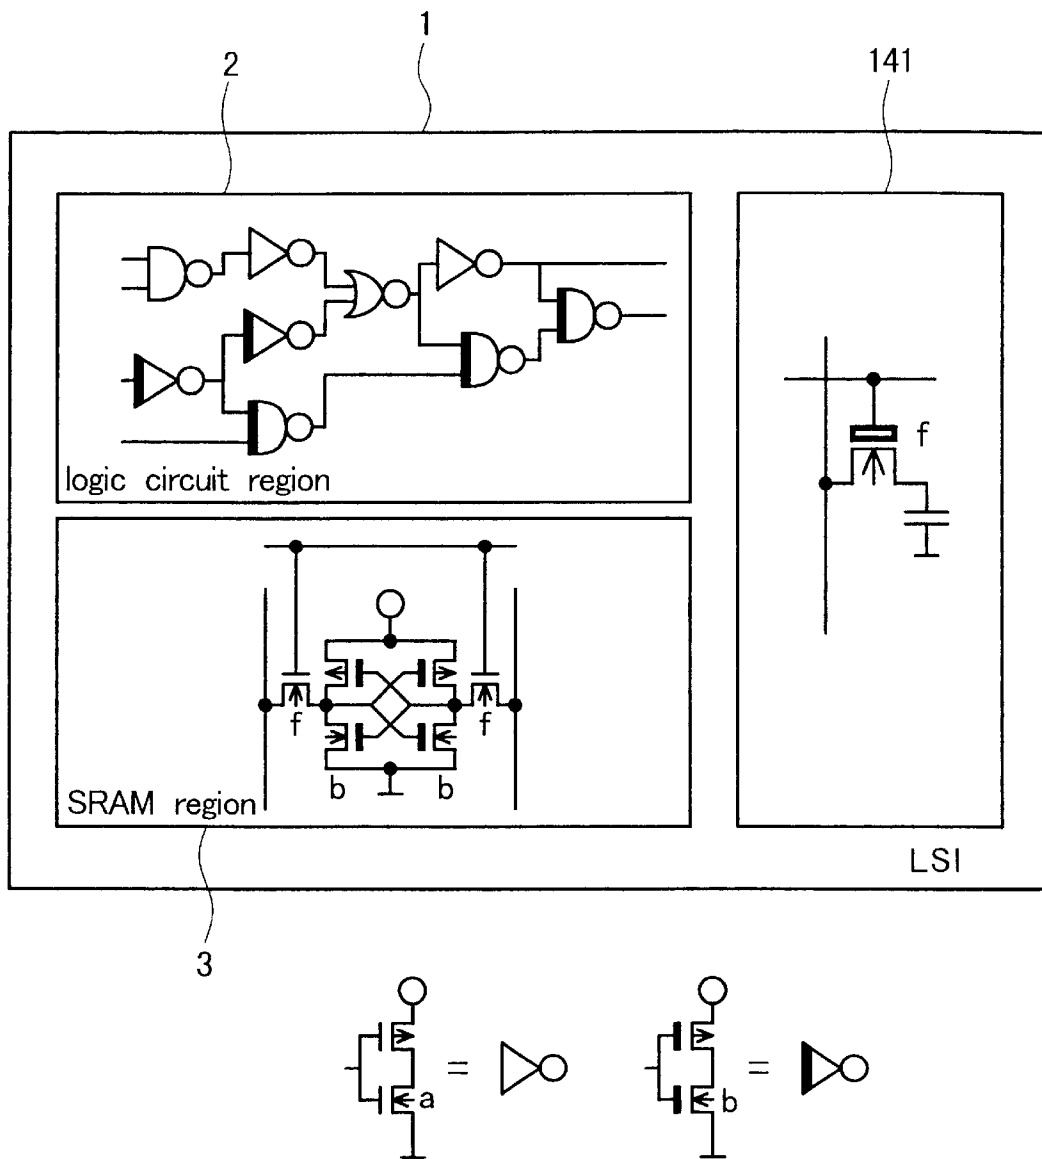 1
2
141
logic circuit region
f
f
f
b
b
SRAM region
LSI
3
a
=
b
=